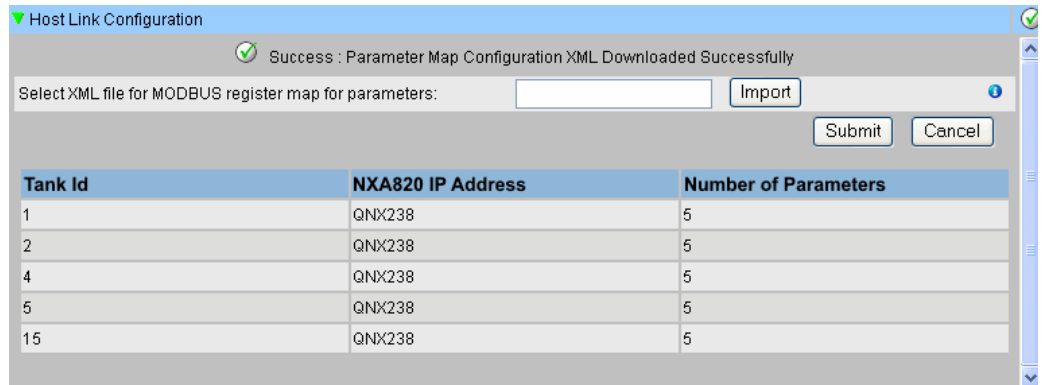 Host Link Configuration
Success : Parameter Map Configuration XML Downloaded Successfully
Select XML file for MODBUS register map for parameters: Import
Submit Cancel
Tank Id NXA820 IP Address Number of Parameters
1 QNX238 5
2 QNX238 5
4 QNX238 5
5 QNX238 5
15 QNX238 5